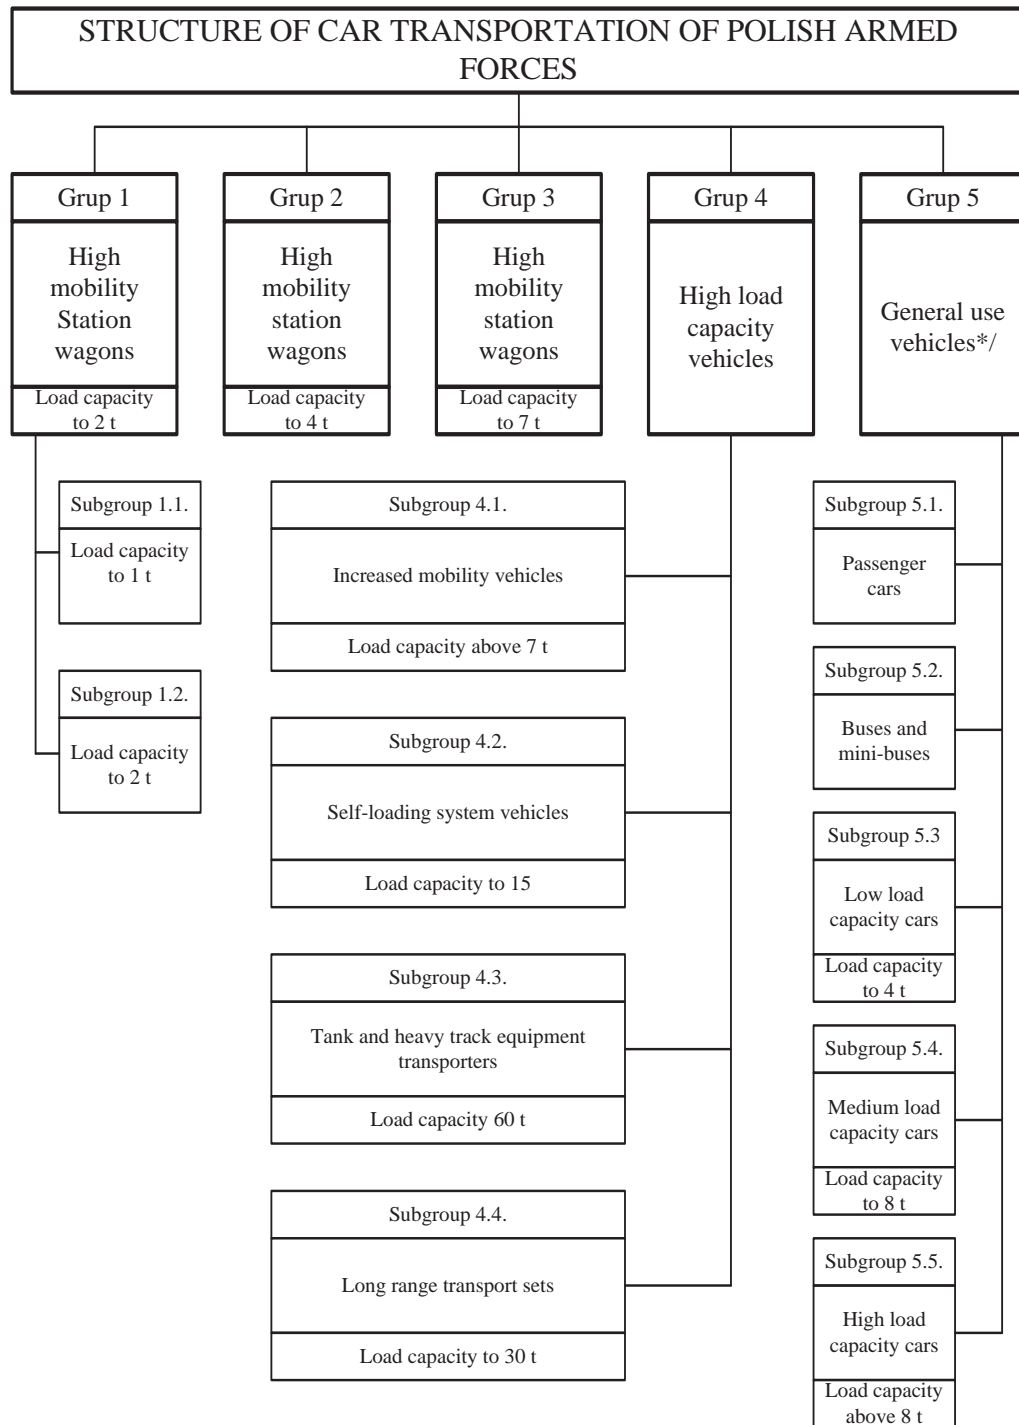 STRUCTURE OF CAR TRANSPORTATION OF POLISH ARMED
FORCES
Grup 1
High
mobility
Station
wagons
Load capacity
to 2 t
Grup 2
High
mobility
station
wagons
Load capacity
to 4 t
Grup 3
High
mobility
station
wagons
Load capacity
to 7 t
Grup 4
High load
capacity
vehicles
Grup 5
General use
vehicles*/
Subgroup 1.1.
Load capacity
to 1 t
Subgroup 1.2.
Load capacity
to 2 t
Subgroup 4.1.
Increased mobility vehicles
Load capacity above 7 t
Subgroup 4.2.
Self-loading system vehicles
Load capacity to 15
Subgroup 4.3.
Tank and heavy track equipment
transporters
Load capacity 60 t
Subgroup 4.4.
Long range transport sets
Load capacity to 30 t
Subgroup 5.1.
Passenger
cars
Subgroup 5.2.
Buses and
mini-buses
Subgroup 5.3
Low load
capacity cars
Load capacity
to 4 t
Subgroup 5.4.
Medium load
capacity cars
Load capacity
to 8 t
Subgroup 5.5.
High load
capacity cars
Load capacity
above 8 t